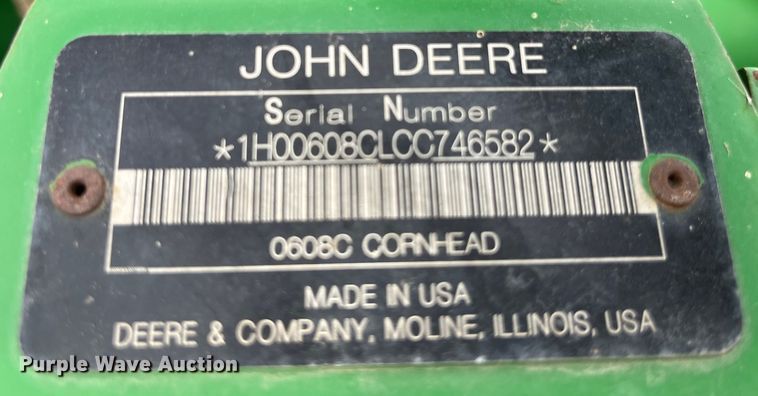 JOHN DEERE
Serial Number
*1H00608CLCC746582*
0608C CORNHEAD
MADE IN USA
DEERE & COMPANY, MOLINE, ILLINOIS, USA
Purple Wave Auction